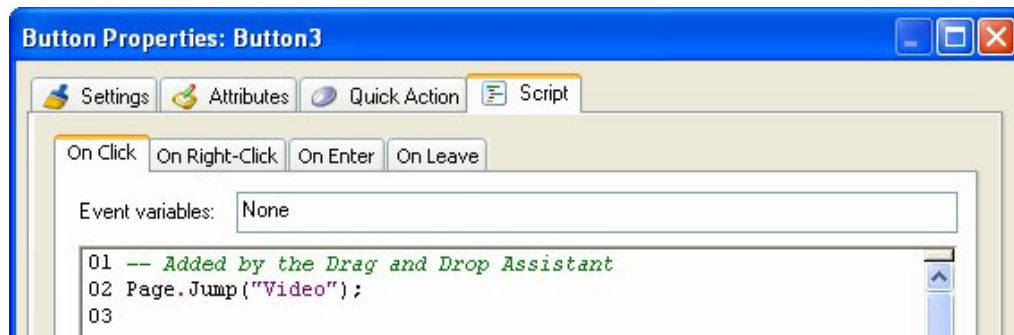 Button Properties: Button3
Settings Attributes Quick Action Script
On Click On Right-Click On Enter On Leave
Event variables: None
01 -- Added by the Drag and Drop Assistant
02 Page.Jump("Video");
03